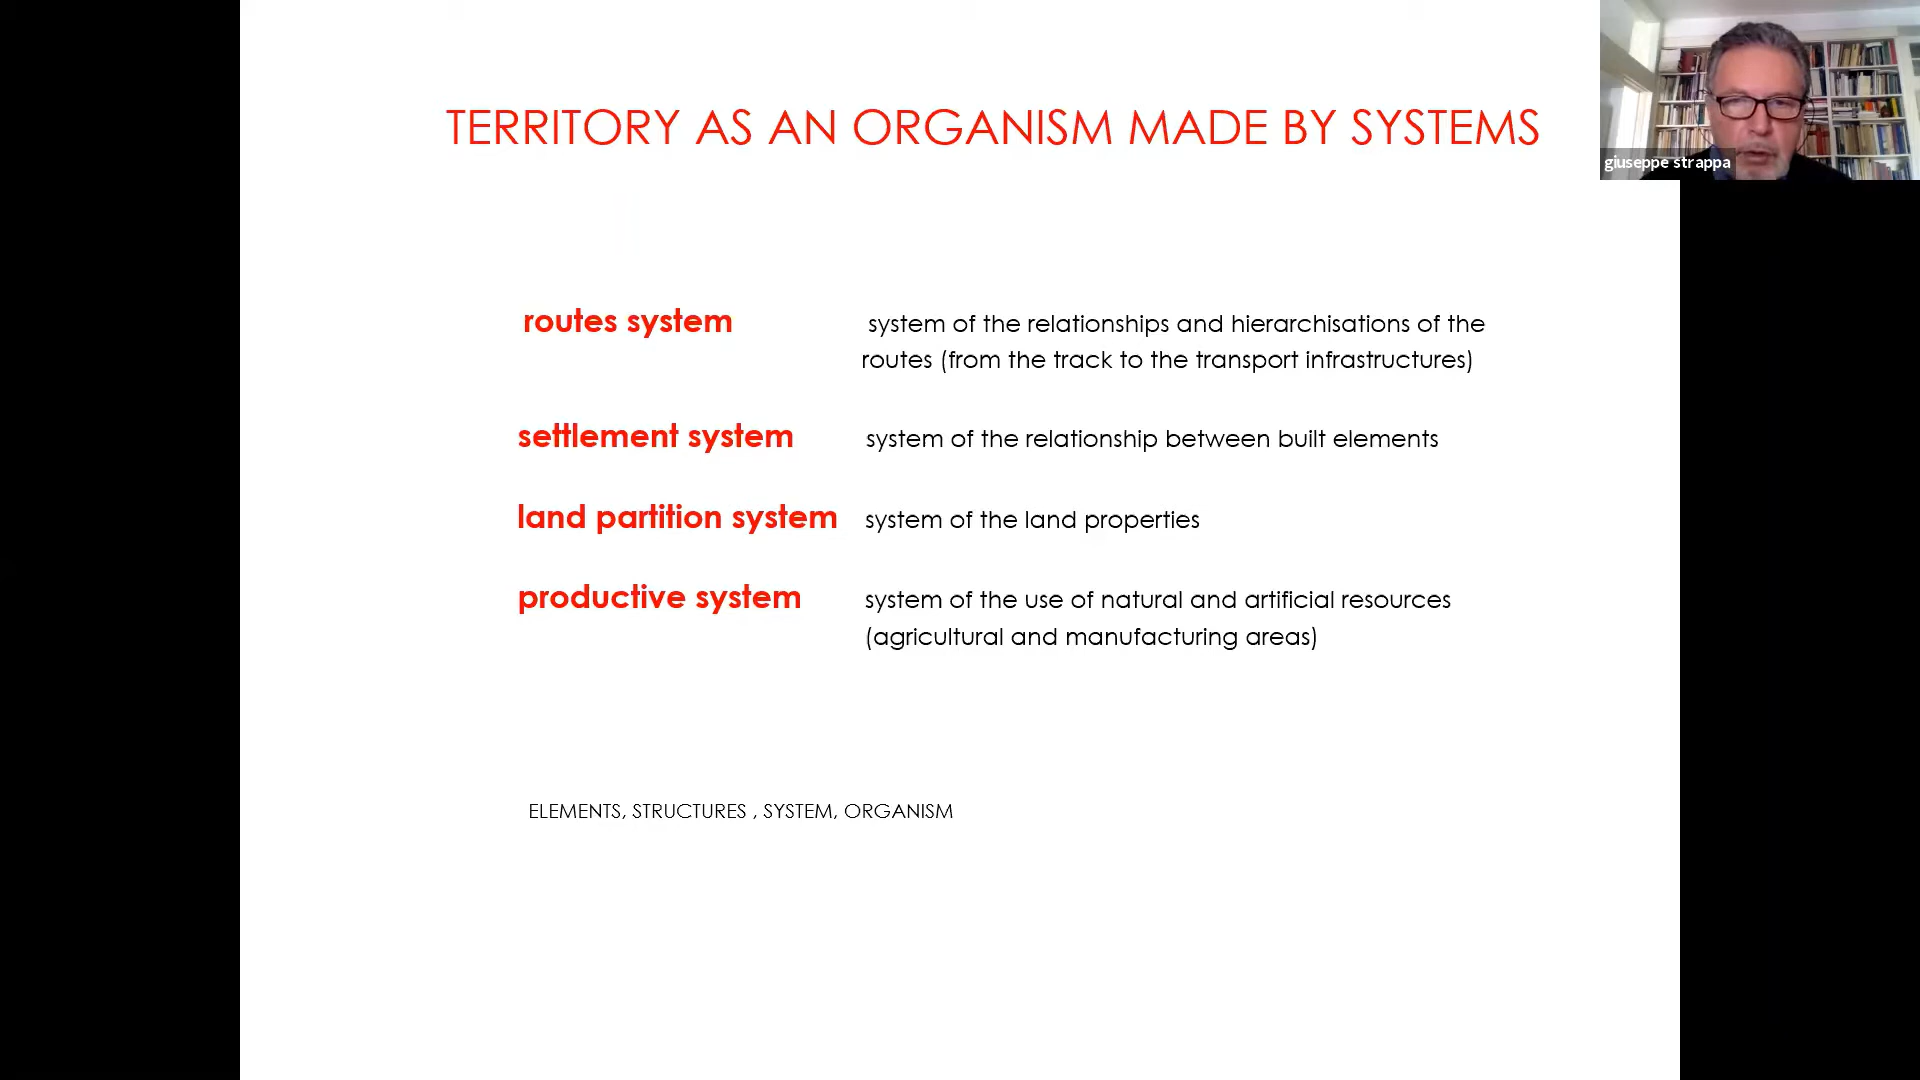 TERRITORY AS AN ORGANISM MADE BY SYSTEMS
giuseppe strappa
routes system system of the relationships and hierarchisations of the
routes (from the track to the transport infrastructures)
settlement system system of the relationship between built elements
land partition system system of the land properties
productive system system of the use of natural and artificial resources
(agricultural and manufacturing areas)
ELEMENTS, STRUCTURES , SYSTEM, ORGANISM